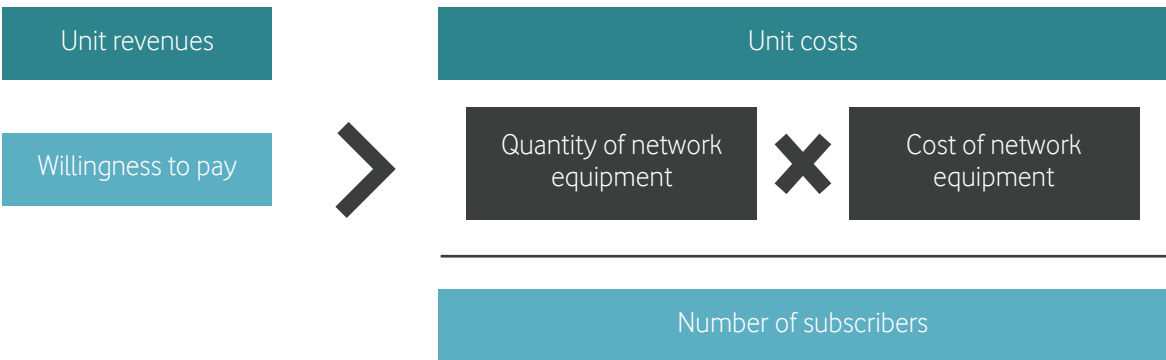 Unit revenues
Unit costs
Willingness to pay
Quantity of network
equipment
Cost of network
equipment
Number of subscribers